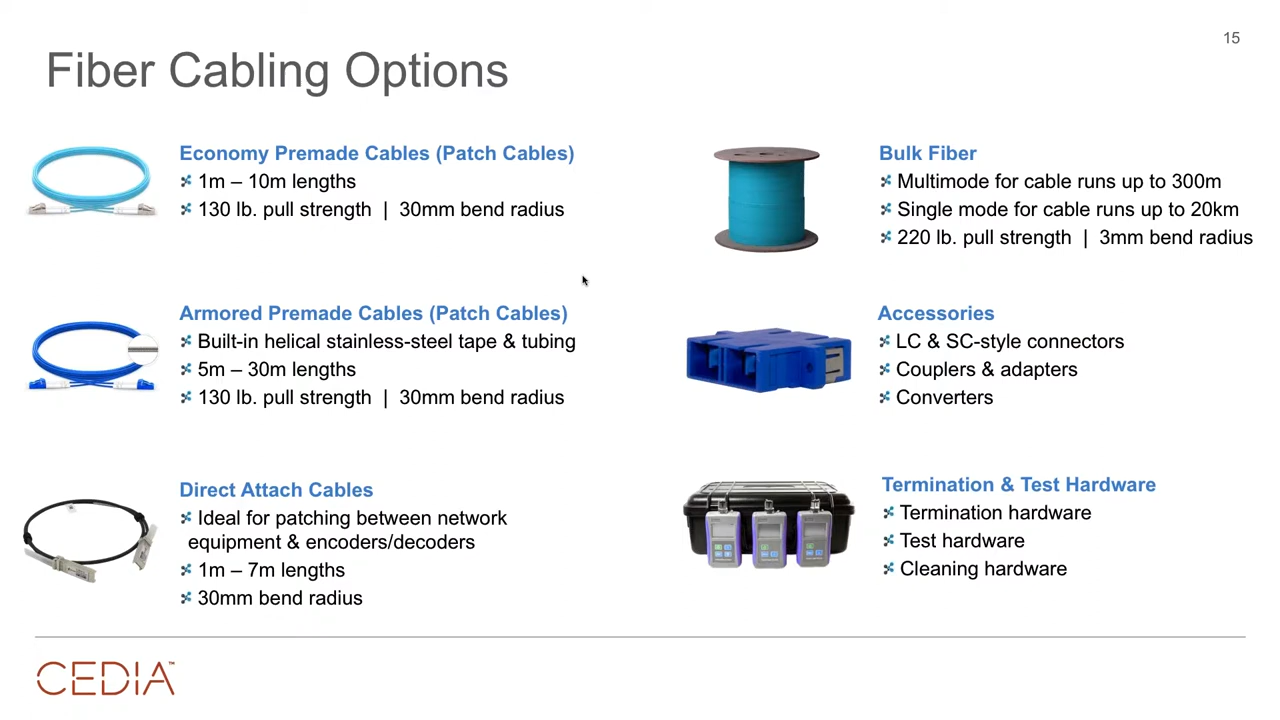 15
Fiber Cabling Options
Economy Premade Cables (Patch Cables)
1m – 10m lengths
130 lb. pull strength | 30mm bend radius
Armored Premade Cables (Patch Cables)
Built-in helical stainless-steel tape & tubing
5m – 30m lengths
130 lb. pull strength | 30mm bend radius
Direct Attach Cables
Ideal for patching between network
equipment & encoders/decoders
1m – 7m lengths
30mm bend radius
Bulk Fiber
Multimode for cable runs up to 300m
Single mode for cable runs up to 20km
220 lb. pull strength | 3mm bend radius
Accessories
LC & SC-style connectors
Couplers & adapters
Converters
Termination & Test Hardware
Termination hardware
Test hardware
Cleaning hardware
CEDIA™